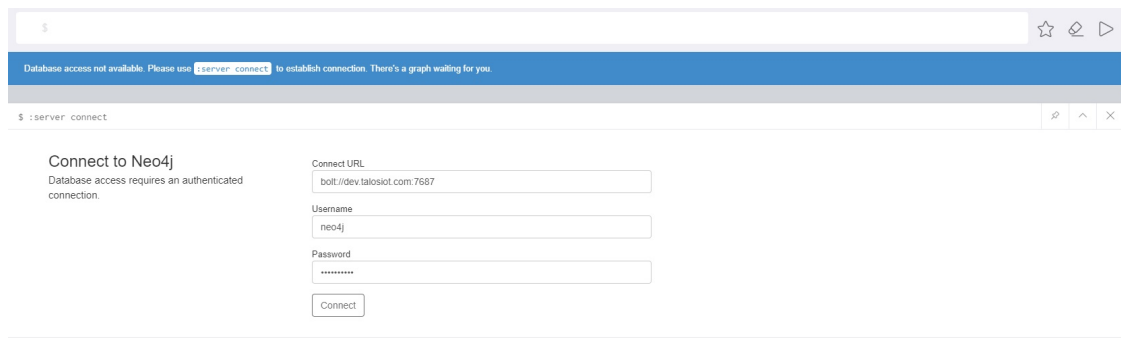 $
Database access not available. Please use :server connect to establish connection. There's a graph waiting for you.
$ :server connect
Connect to Neo4j
Database access requires an authenticated
connection.
Connect URL
bolt://dev.talosiot.com:7687
Username
neo4j
Password
••••••••••
Connect